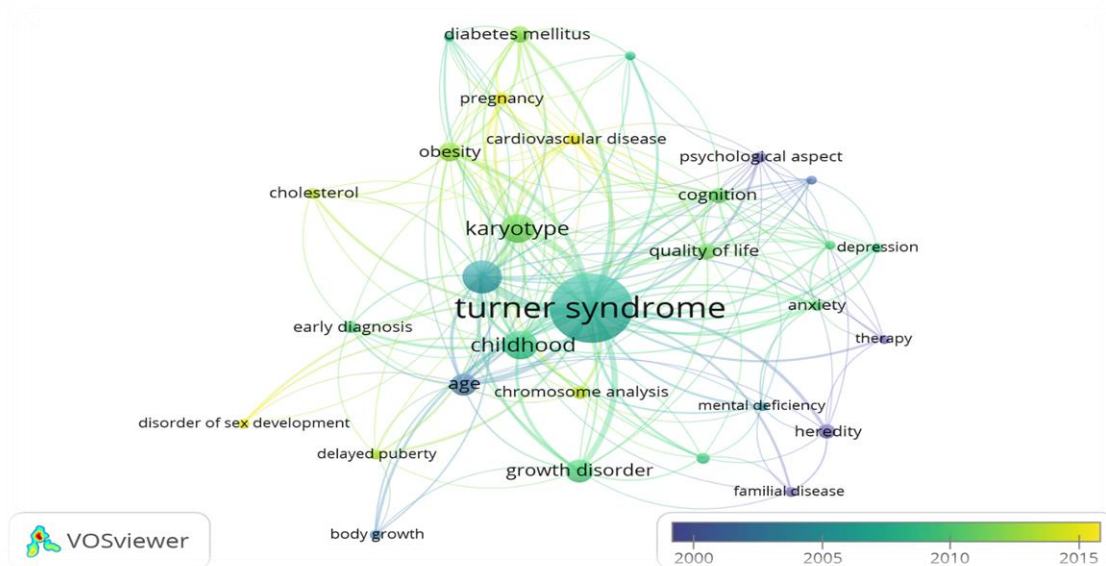 diabetes mellitus
pregnancy
cardiovascular disease
obesity
psychological aspect
cholesterol
cognition
karyotype
quality of life
depression
turner syndrome
anxiety
early diagnosis
childhood
therapy
age
chromosome analysis
mental deficiency
disorder of sex development
heredity
delayed puberty
growth disorder
familial disease
body growth
VOSviewer
2000 2005 2010 2015